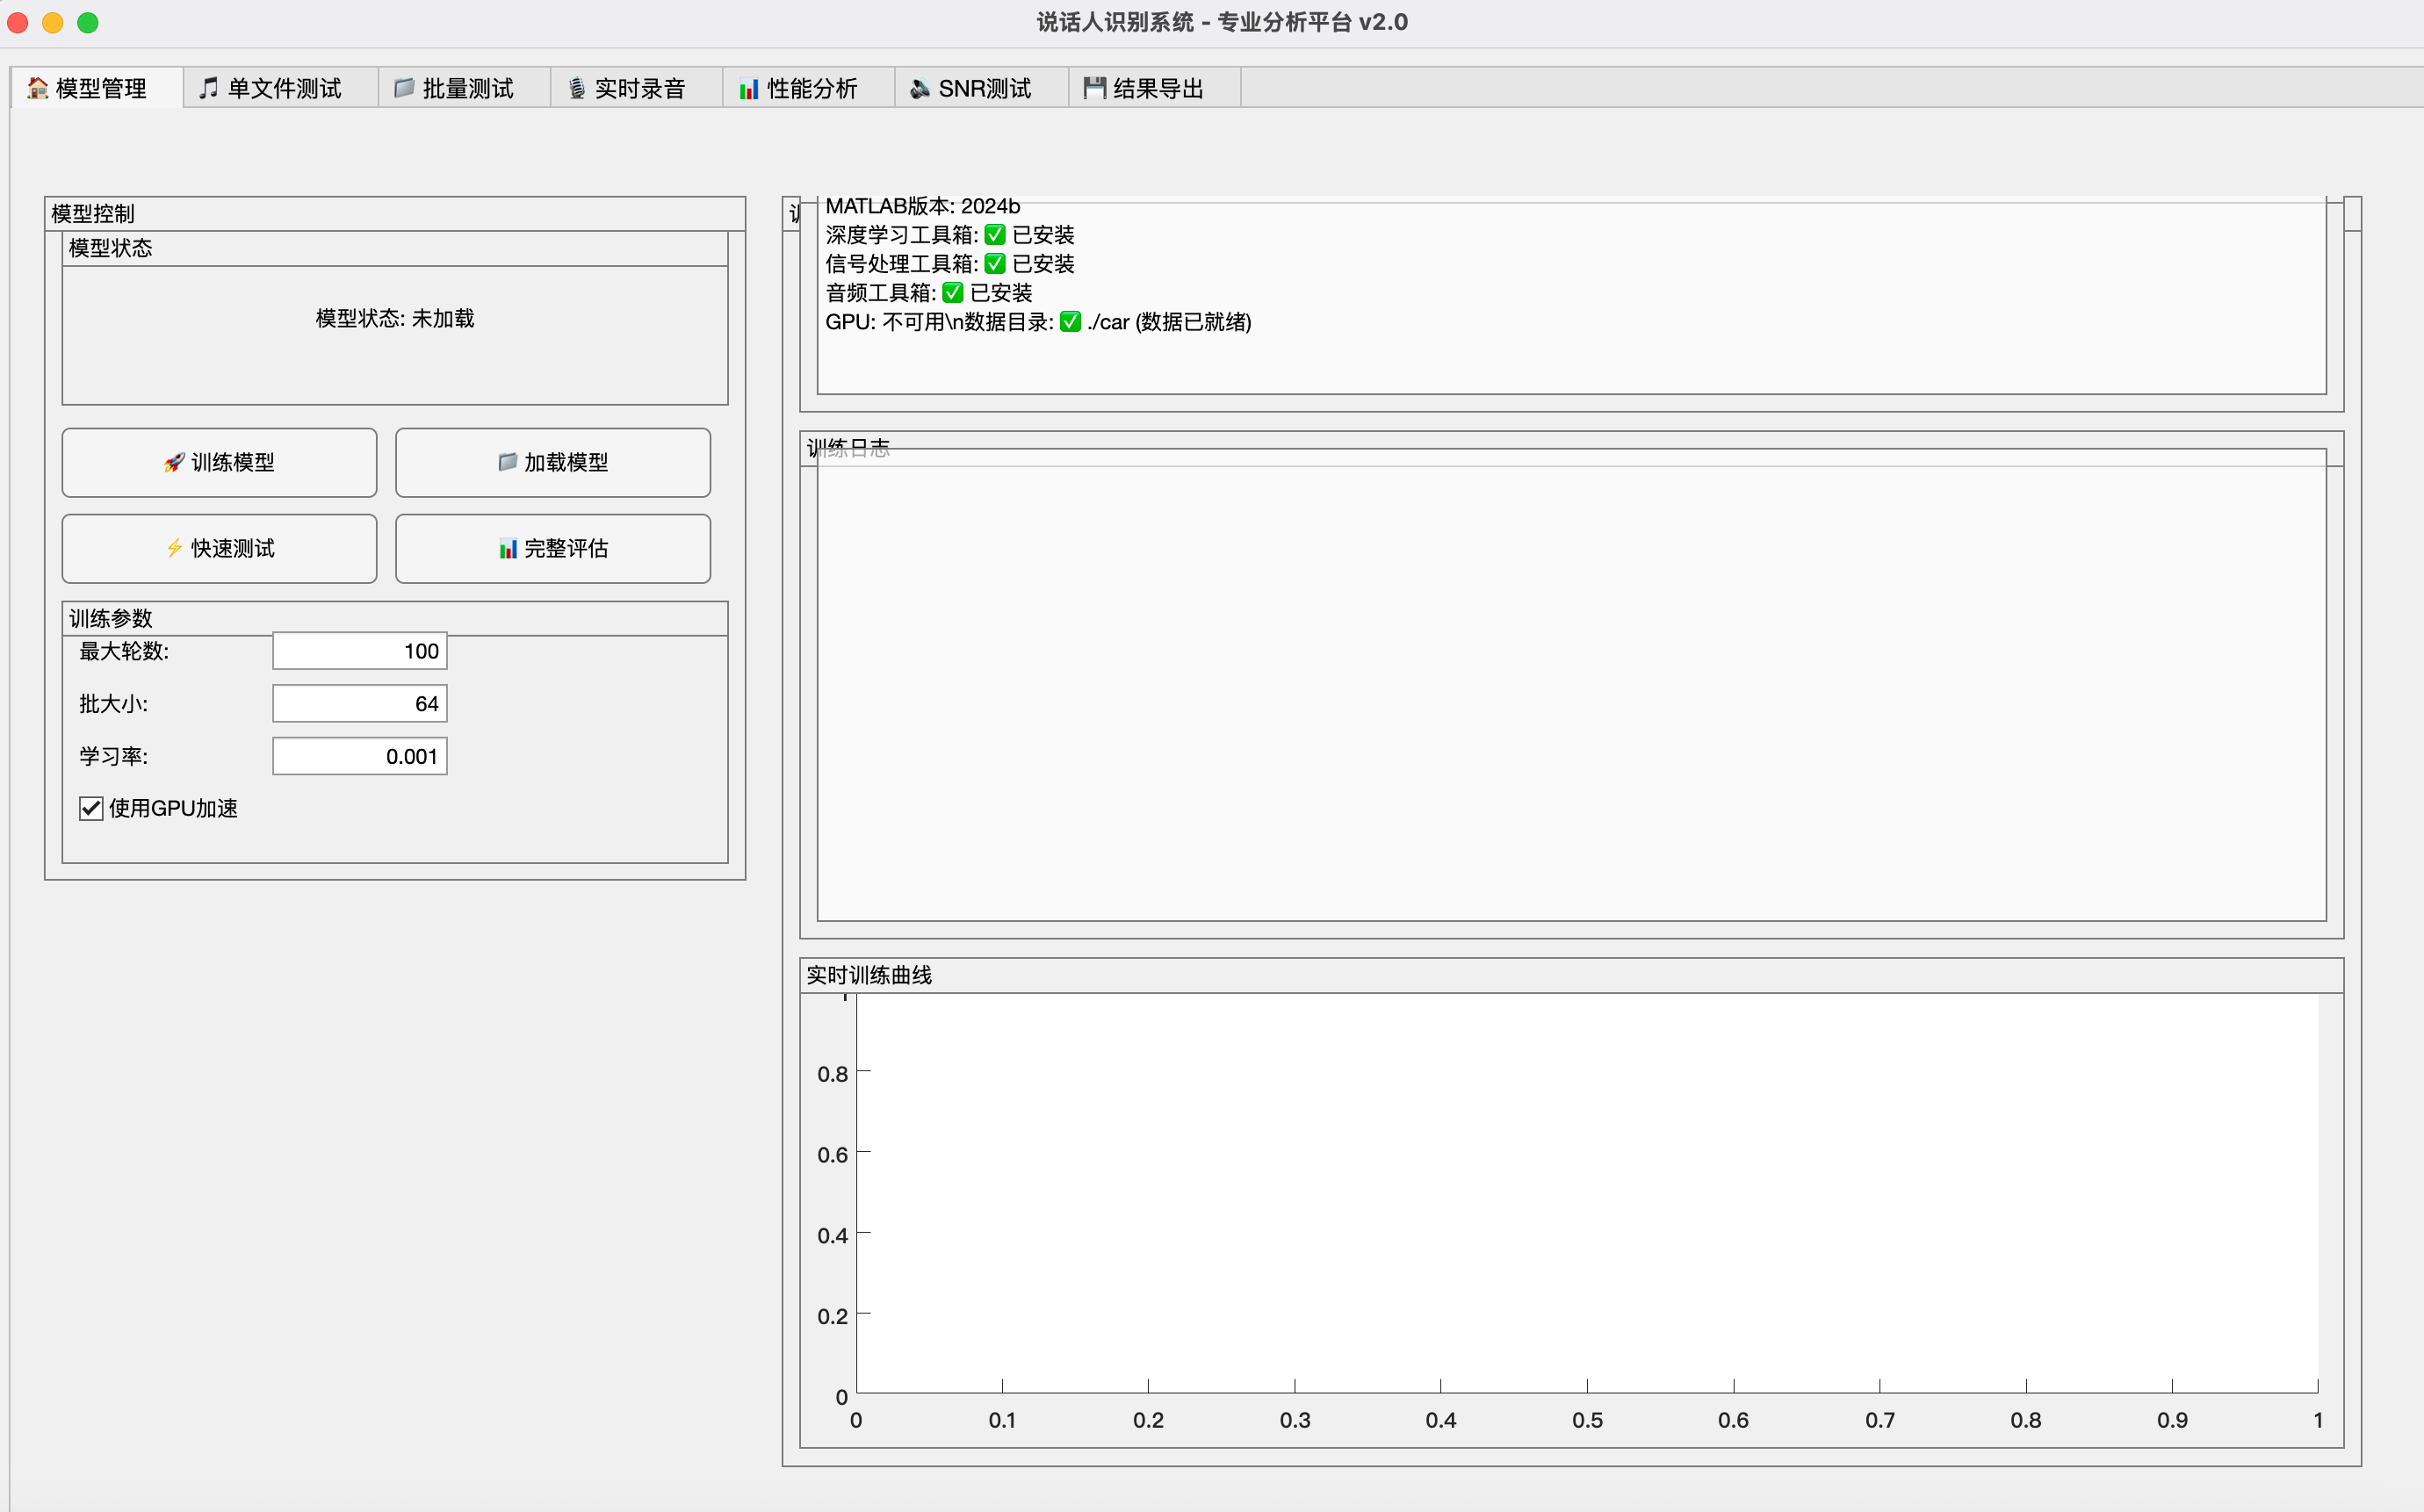 说话人识别系统 - 专业分析平台 v2.0
🏠 模型管理
🎵 单文件测试
📁 批量测试
🎙️ 实时录音
📊 性能分析
🔊 SNR测试
💾 结果导出
模型控制
模型状态
模型状态: 未加载
🚀 训练模型
📁 加载模型
⚡ 快速测试
📊 完整评估
训练参数
最大轮数: 100
批大小: 64
学习率: 0.001
使用GPU加速
MATLAB版本: 2024b
深度学习工具箱: ✅ 已安装
信号处理工具箱: ✅ 已安装
音频工具箱: ✅ 已安装
GPU: 不可用\n数据目录: ✅ ./car (数据已就绪)
训练日志
实时训练曲线
0.8
0.6
0.4
0.2
0
0 0.1 0.2 0.3 0.4 0.5 0.6 0.7 0.8 0.9 1